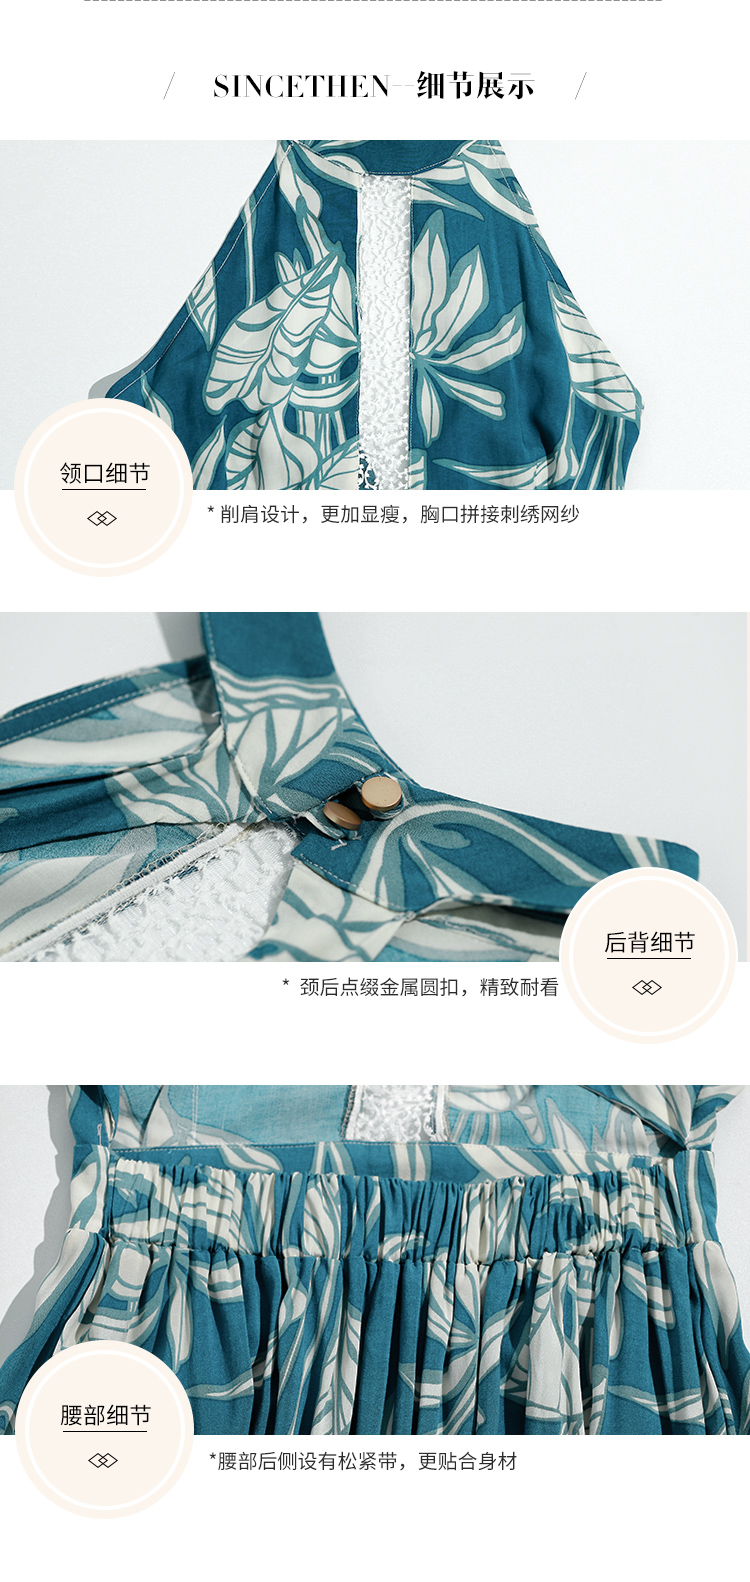 SINCETHEN--细节展示
领口细节
* 削肩设计，更加显瘦，胸口拼接刺绣网纱
后背细节
* 颈后点缀金属圆扣，精致耐看
腰部细节
*腰部后侧设有松紧带，更贴合身材